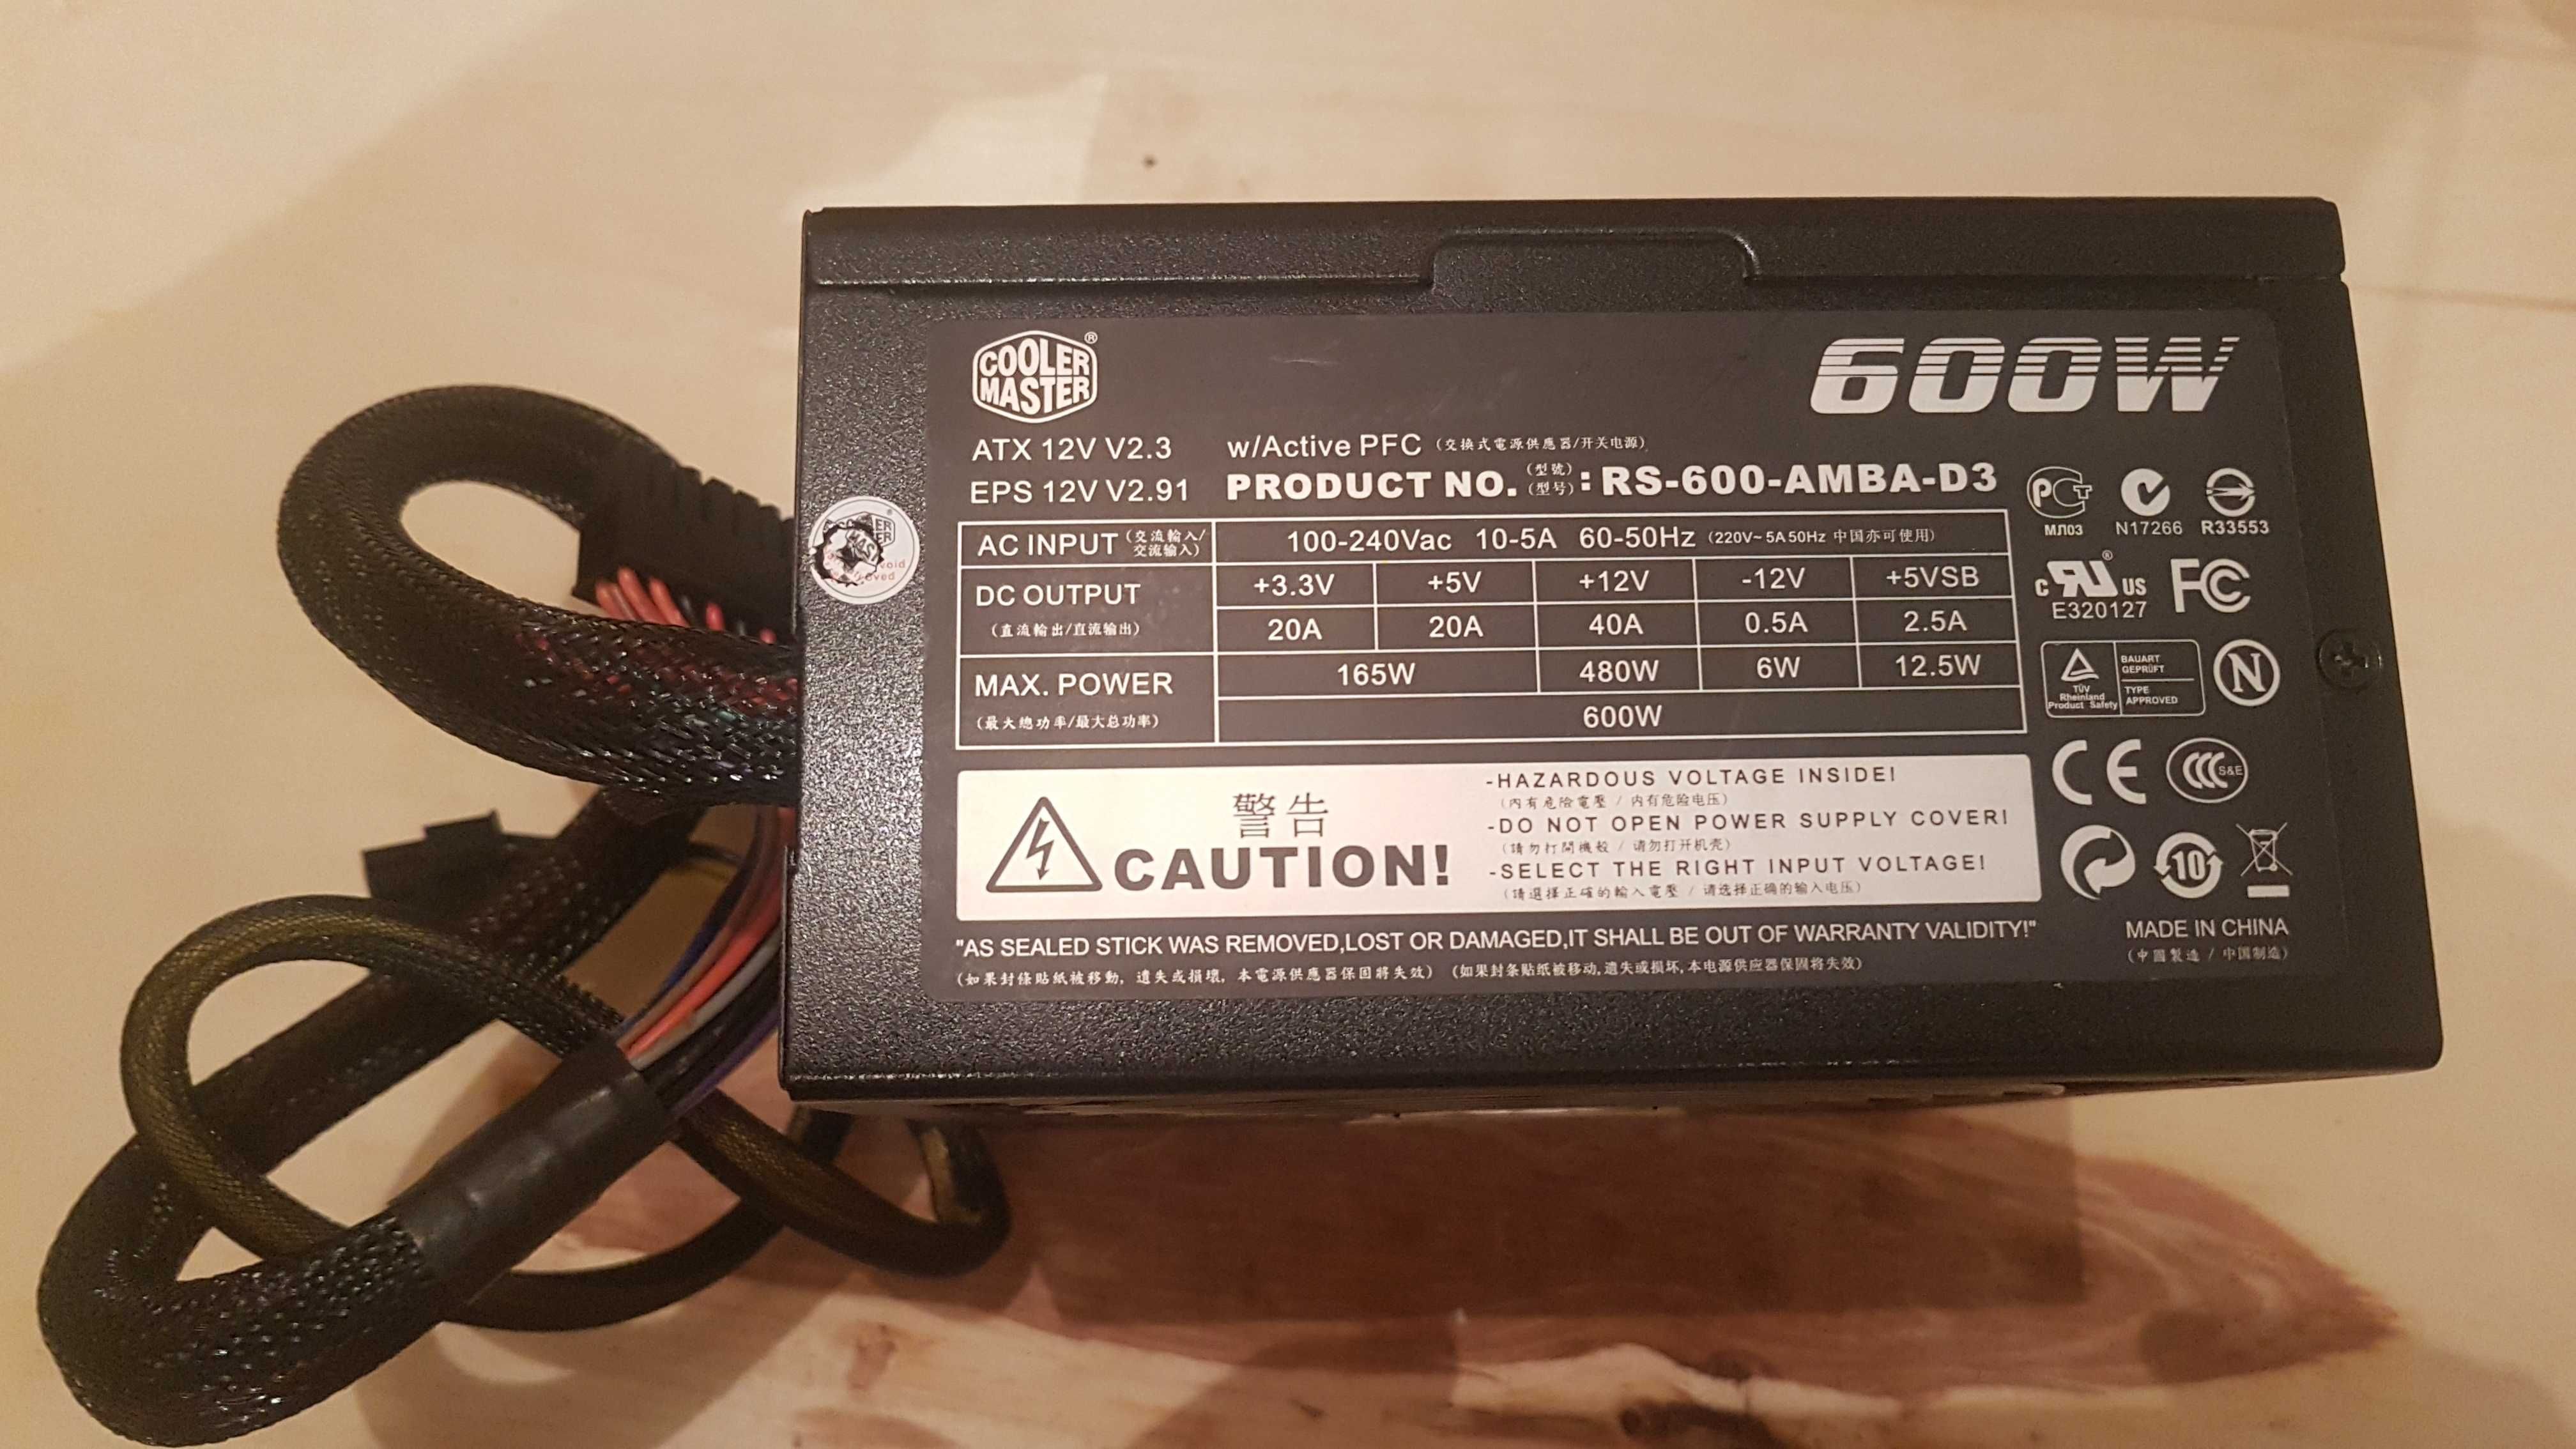 COOLER MASTER ®
600W
ATX 12V V2.3 w/Active PFC (交換式電源供應器/开关电源)
EPS 12V V2.91 PRODUCT NO. (型號) (型号) : RS-600-AMBA-D3
AC INPUT (交流輸入/交流输入) 100-240Vac 10-5A 60-50Hz (220V~ 5A 50Hz 中国亦可使用)
DC OUTPUT (直流輸出/直流输出) +3.3V +5V +12V -12V +5VSB
20A 20A 40A 0.5A 2.5A
MAX. POWER (最大總功率/最大总功率) 165W 480W 6W 12.5W
600W
警告
CAUTION!
-HAZARDOUS VOLTAGE INSIDE!
(內有危險電壓 / 内有危险电压)
-DO NOT OPEN POWER SUPPLY COVER!
(請勿打開機殼 / 请勿打开机壳)
-SELECT THE RIGHT INPUT VOLTAGE!
(請選擇正確的輸入電壓 / 请选择正确的输入电压)
"AS SEALED STICK WAS REMOVED,LOST OR DAMAGED,IT SHALL BE OUT OF WARRANTY VALIDITY!"
(如果封條貼紙被移動, 遺失或損壞, 本電源供應器保固將失效) (如果封条贴纸被移动,遗失或损坏,本电源供应器保固将失效)
МЛ03 N17266 R33553
c US ®
E320127
FC
TÜV Rheinland Product Safety
BAUART GEPRÜFT
TYPE APPROVED
N
CE
CCC S&E
10
MADE IN CHINA
(中國製造 / 中国制造)